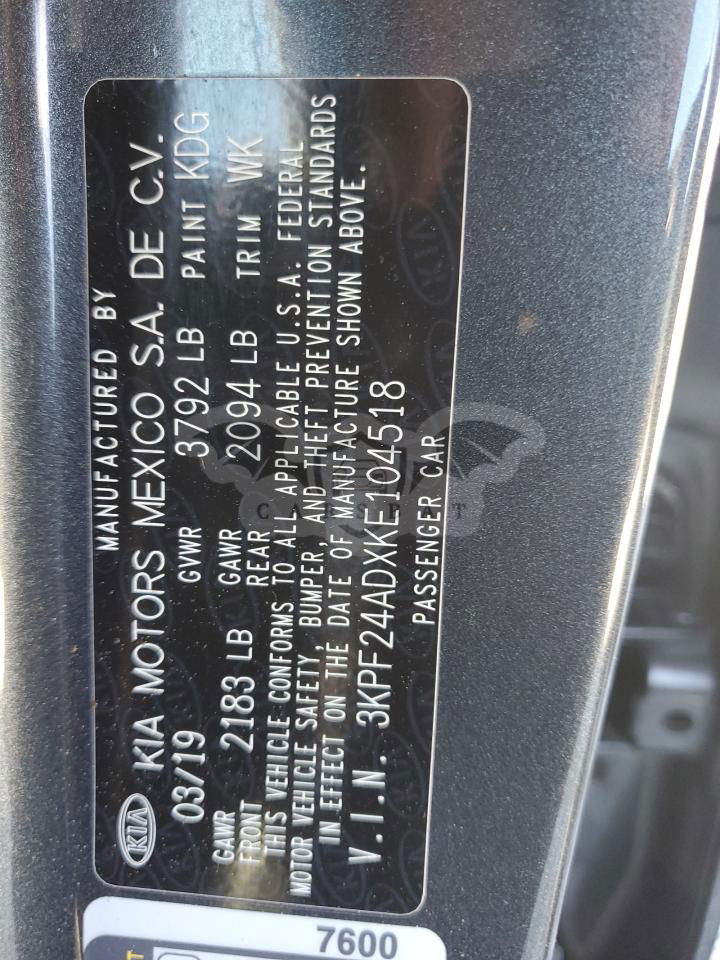 MANUFACTURED BY
KIA KIA MOTORS MEXICO S.A. DE C.V.
03/19 GVWR 3792 LB PAINT KDG
GAWR FRONT 2183 LB GAWR REAR 2094 LB TRIM WK
THIS VEHICLE CONFORMS TO ALL APPLICABLE U.S.A. FEDERAL
MOTOR VEHICLE SAFETY, BUMPER, AND THEFT PREVENTION STANDARDS
IN EFFECT ON THE DATE OF MANUFACTURE SHOWN ABOVE.
V.I.N. 3KPF24ADXKE104518
PASSENGER CAR
7600